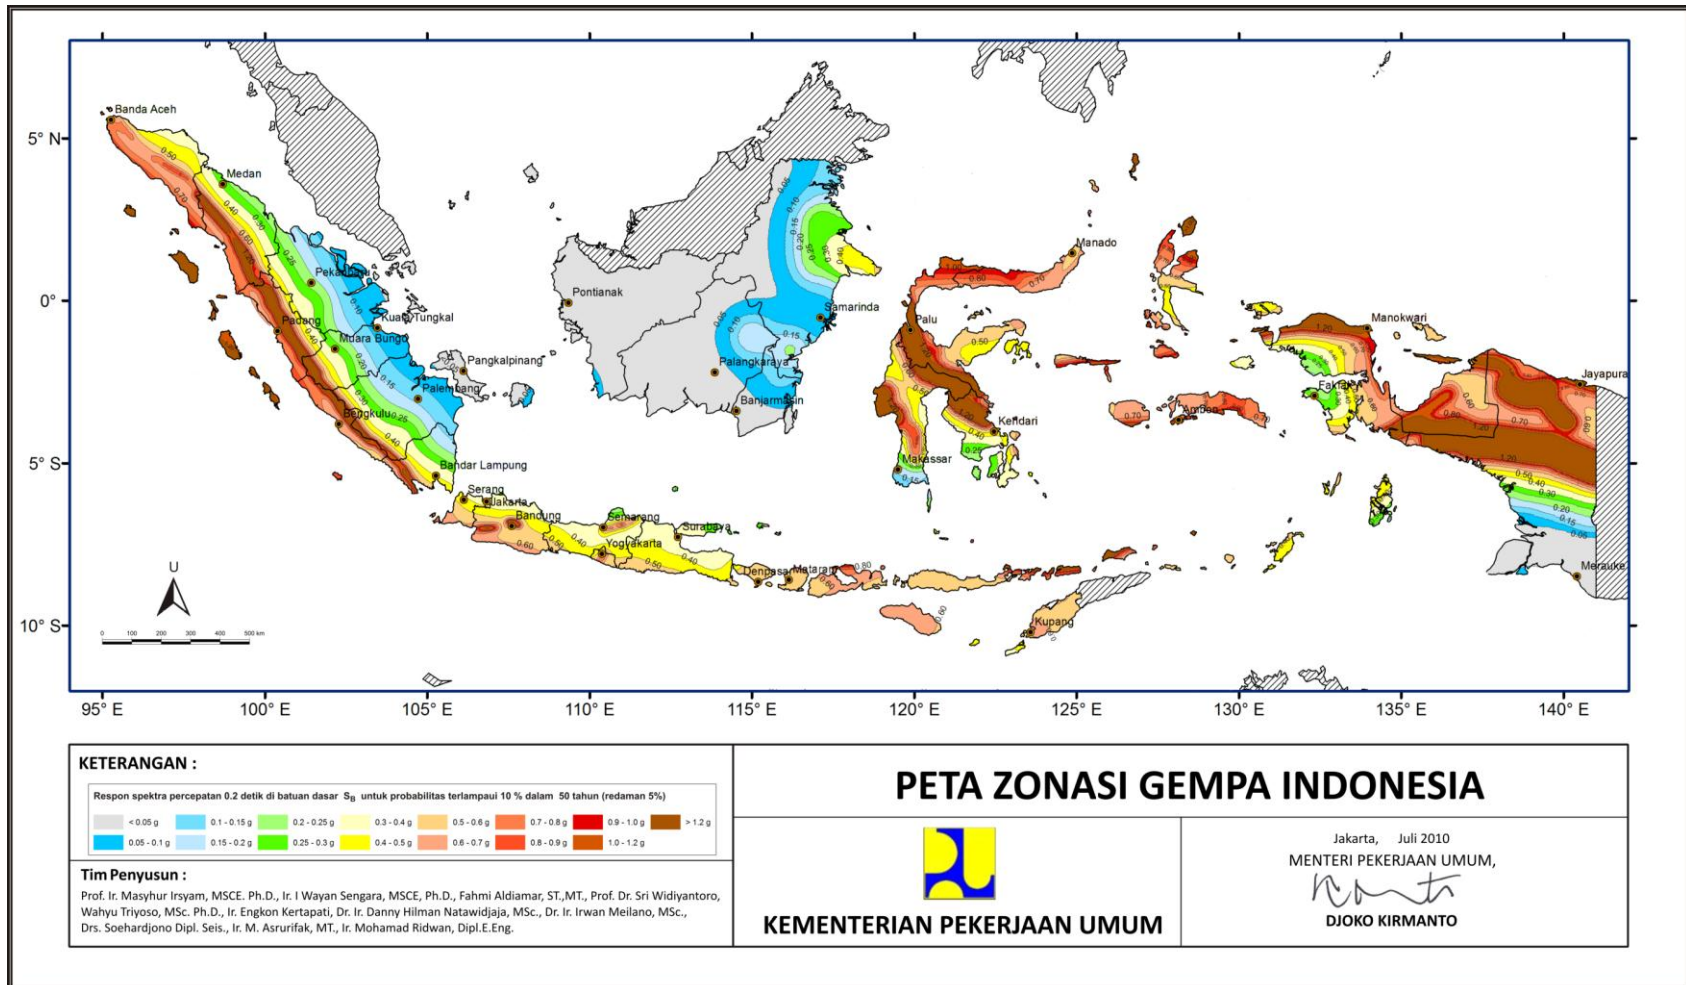 5° N
0°
5° S
10° S
95° E
100° E
105° E
110° E
115° E
120° E
125° E
130° E
135° E
140° E
Banda Aceh
Medan
Pekanbaru
Padang
Kuala Tungkal
Muara Bungo
Pangkalpinang
Palembang
Bengkulu
Bandar Lampung
Serang
Jakarta
Bandung
Semarang
Yogyakarta
Surabaya
Denpasar
Mataram
Kupang
Pontianak
Palangkaraya
Banjarmasin
Samarinda
Manado
Palu
Kendari
Makassar
Ambon
Manokwari
Fakfak
Jayapura
Merauke
U
0 100 200 300 400 500 km
KETERANGAN :
Respon spektra percepatan 0.2 detik di batuan dasar SB untuk probabilitas terlampaui 10 % dalam 50 tahun (redaman 5%)
< 0.05 g 0.1 - 0.15 g 0.2 - 0.25 g 0.3 - 0.4 g 0.5 - 0.6 g 0.7 - 0.8 g 0.9 - 1.0 g > 1.2 g
0.05 - 0.1 g 0.15 - 0.2 g 0.25 - 0.3 g 0.4 - 0.5 g 0.6 - 0.7 g 0.8 - 0.9 g 1.0 - 1.2 g
Tim Penyusun :
Prof. Ir. Masyhur Irsyam, MSCE. Ph.D., Ir. I Wayan Sengara, MSCE, Ph.D., Fahmi Aldiamar, ST.,MT., Prof. Dr. Sri Widiyantoro,
Wahyu Triyoso, MSc. Ph.D., Ir. Engkon Kertapati, Dr. Ir. Danny Hilman Natawidjaja, MSc., Dr. Ir. Irwan Meilano, MSc.,
Drs. Soehardjono Dipl. Seis., Ir. M. Asrurifak, MT., Ir. Mohamad Ridwan, Dipl.E.Eng.
PETA ZONASI GEMPA INDONESIA
KEMENTERIAN PEKERJAAN UMUM
Jakarta, Juli 2010
MENTERI PEKERJAAN UMUM,
DJOKO KIRMANTO